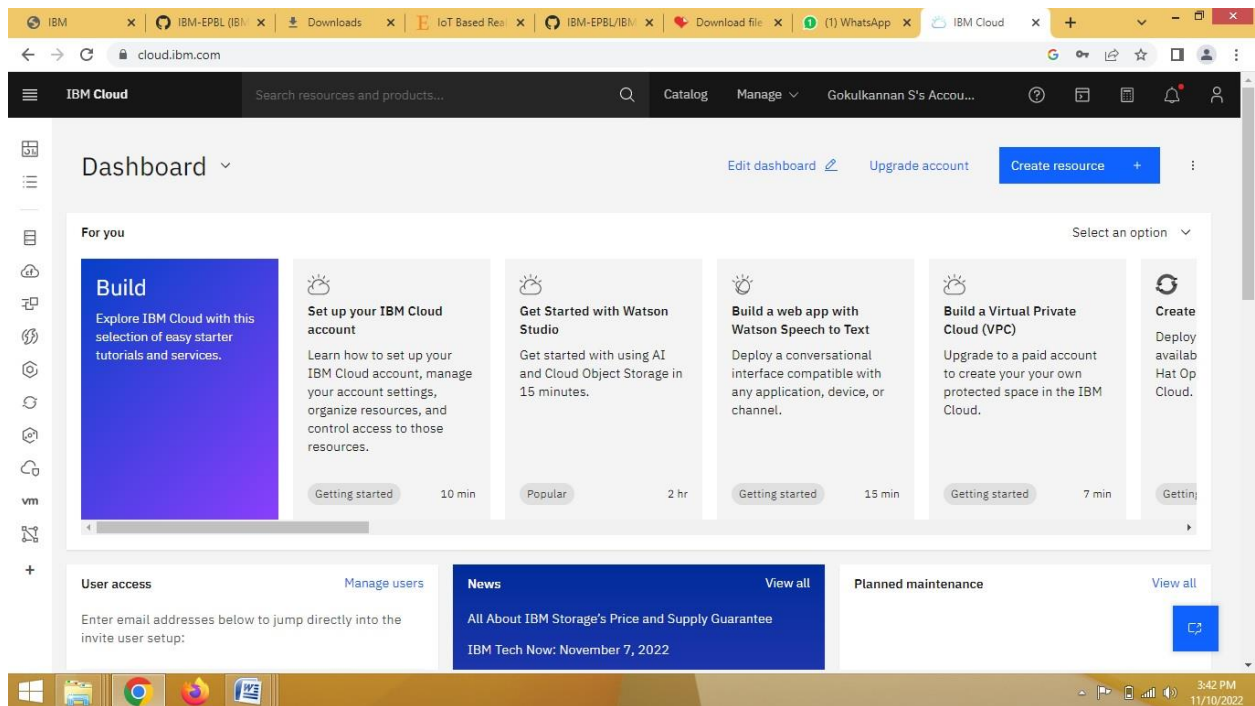 IBM
IBM-EPBL (IBM
Downloads
IoT Based Rea
IBM-EPBL/IBM
Download file
(1) WhatsApp
IBM Cloud
cloud.ibm.com
IBM Cloud
Search resources and products...
Catalog
Manage
Gokulkannan S's Accou...
Dashboard
Edit dashboard
Upgrade account
Create resource +
For you
Select an option
Build
Explore IBM Cloud with this
selection of easy starter
tutorials and services.
Set up your IBM Cloud
account
Learn how to set up your
IBM Cloud account, manage
your account settings,
organize resources, and
control access to those
resources.
Getting started
10 min
Get Started with Watson
Studio
Get started with using AI
and Cloud Object Storage in
15 minutes.
Popular
2 hr
Build a web app with
Watson Speech to Text
Deploy a conversational
interface compatible with
any application, device, or
channel.
Getting started
15 min
Build a Virtual Private
Cloud (VPC)
Upgrade to a paid account
to create your your own
protected space in the IBM
Cloud.
Getting started
7 min
Create
Deploy
availab
Hat Op
Cloud.
Getting
vm
User access
Manage users
Enter email addresses below to jump directly into the
invite user setup:
News
View all
All About IBM Storage's Price and Supply Guarantee
IBM Tech Now: November 7, 2022
Planned maintenance
View all
3:42 PM
11/10/2022